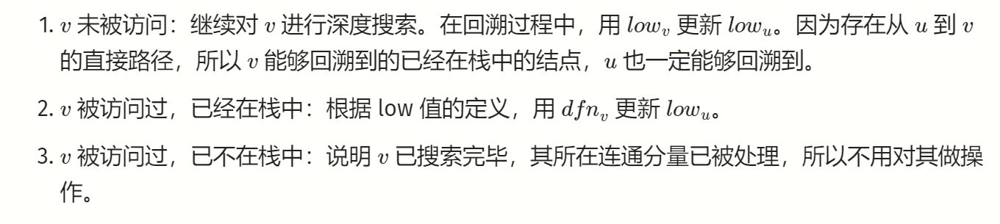 1. v 未被访问：继续对 v 进行深度搜索。在回溯过程中，用 low_v 更新 low_u。因为存在从 u 到 v
的直接路径，所以 v 能够回溯到的已经在栈中的结点，u 也一定能够回溯到。
2. v 被访问过，已经在栈中：根据 low 值的定义，用 dfn_v 更新 low_u。
3. v 被访问过，已不在栈中：说明 v 已搜索完毕，其所在连通分量已被处理，所以不用对其做操
作。